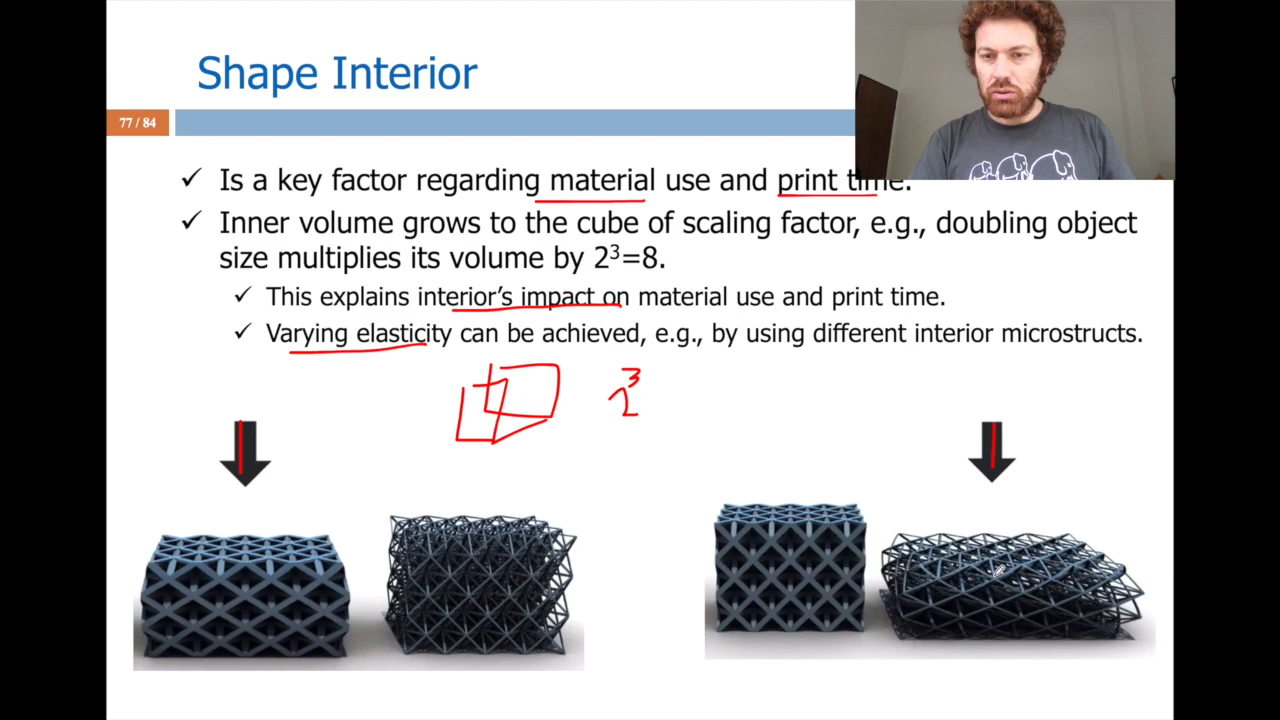 Shape Interior
77 / 84
✓ Is a key factor regarding material use and print time.
✓ Inner volume grows to the cube of scaling factor, e.g., doubling object
size multiplies its volume by 2³=8.
✓ This explains interior’s impact on material use and print time.
✓ Varying elasticity can be achieved, e.g., by using different interior microstructs.
2³